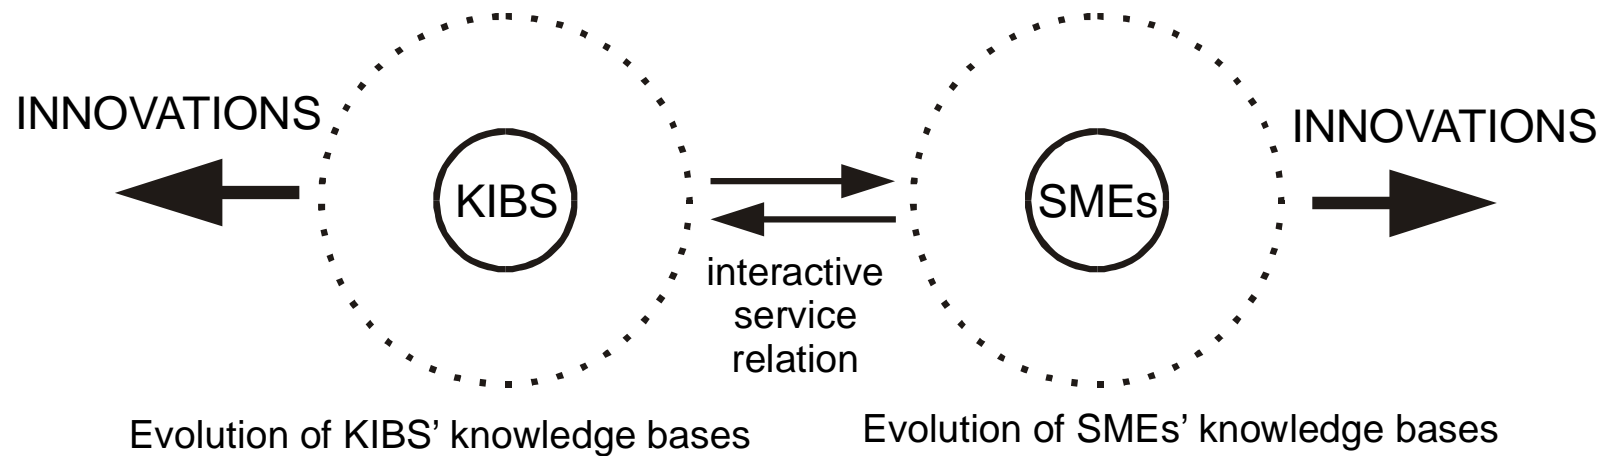 INNOVATIONS
INNOVATIONS
KIBS
SMEs
interactive
service
relation
Evolution of KIBS’ knowledge bases
Evolution of SMEs’ knowledge bases